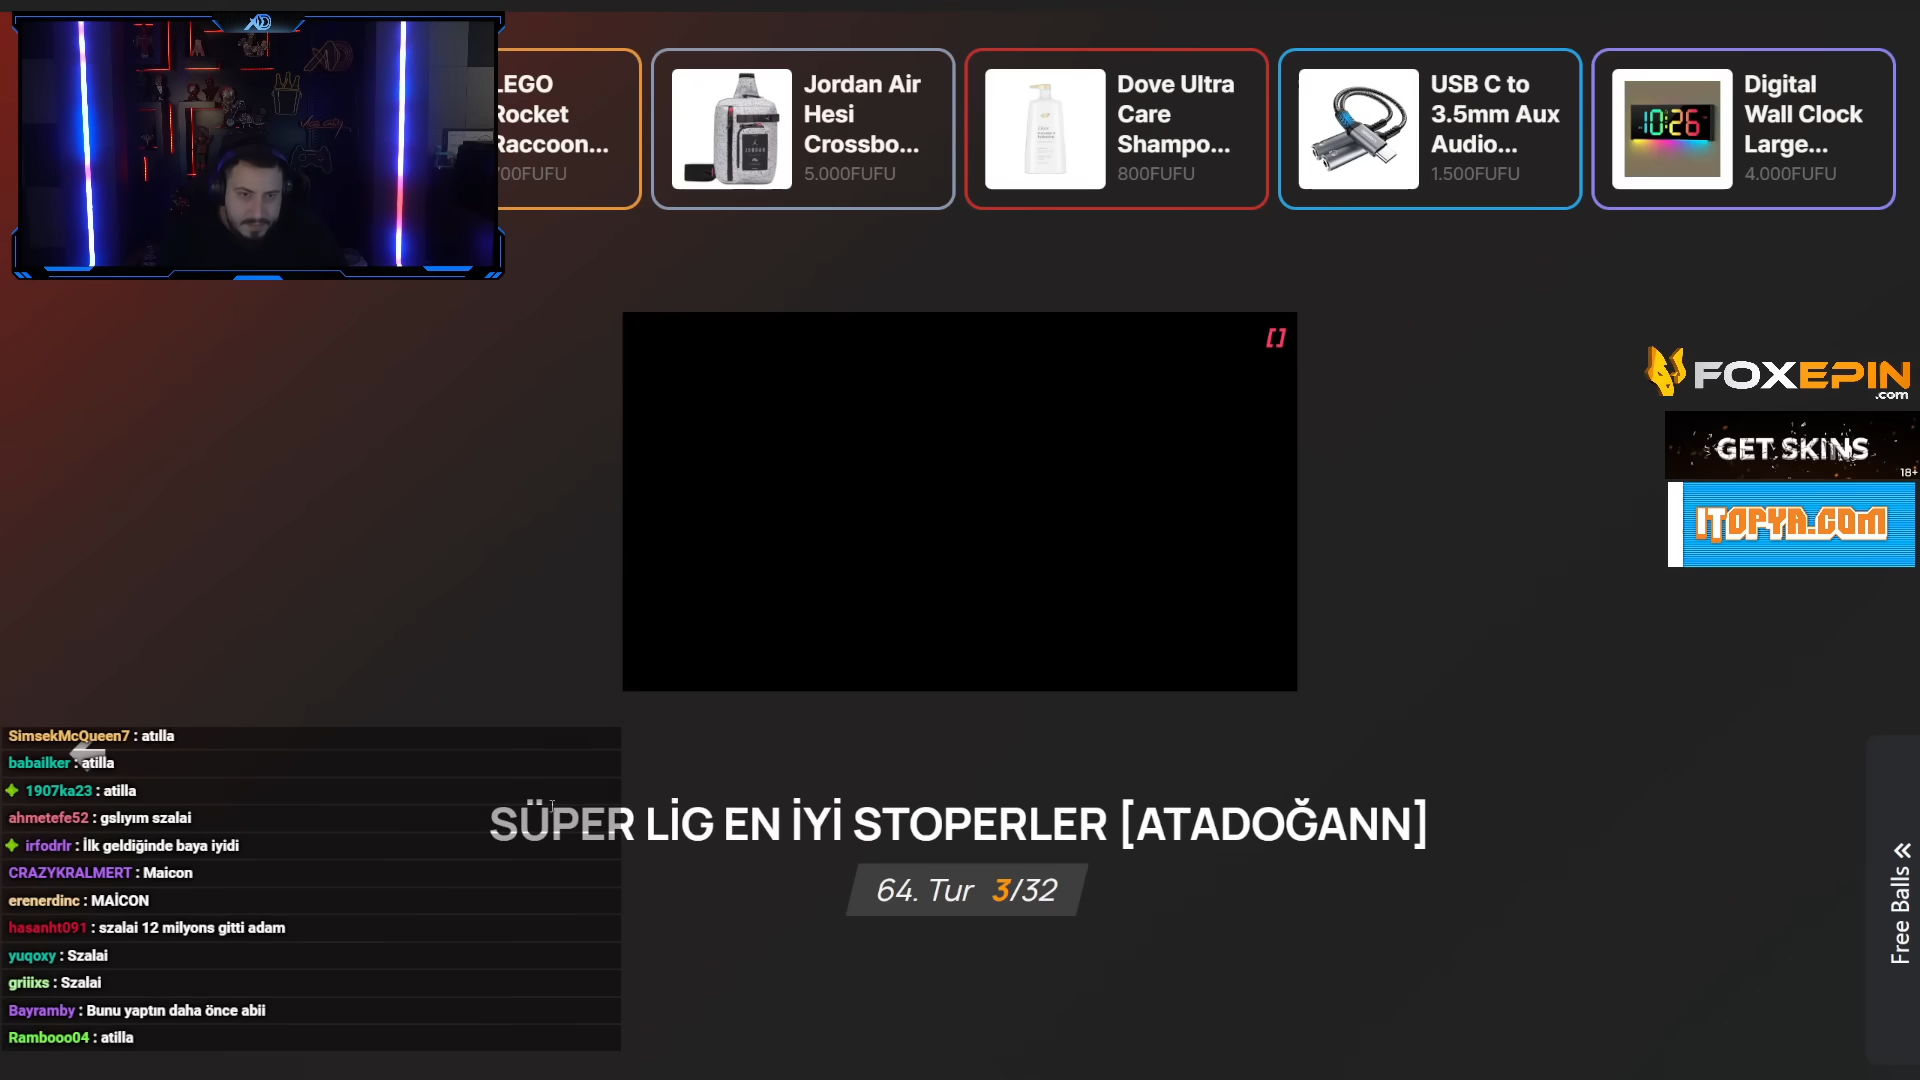 LEGO
Rocket
Raccoon...
700FUFU
Jordan Air
Hesi
Crossbo...
5.000FUFU
Dove Ultra
Care
Shampo...
800FUFU
USB C to
3.5mm Aux
Audio...
1.500FUFU
10:26
Digital
Wall Clock
Large...
4.000FUFU
FOXEPIN
.com
GET SKINS
18+
ITOPYA.COM
SimsekMcQueen7 : atılla
babailker : atilla
1907ka23 : atilla
ahmetefe52 : gslıyım szalai
irfodrlr : İlk geldiğinde baya iyidi
CRAZYKRALMERT : Maicon
erenerdinc : MAİCON
hasanht091 : szalai 12 milyons gitti adam
yuqoxy : Szalai
griiixs : Szalai
Bayramby : Bunu yaptın daha önce abii
Rambooo04 : atilla
SÜPER LİG EN İYİ STOPERLER [ATADOĞANN]
64. Tur 3/32
Free Balls